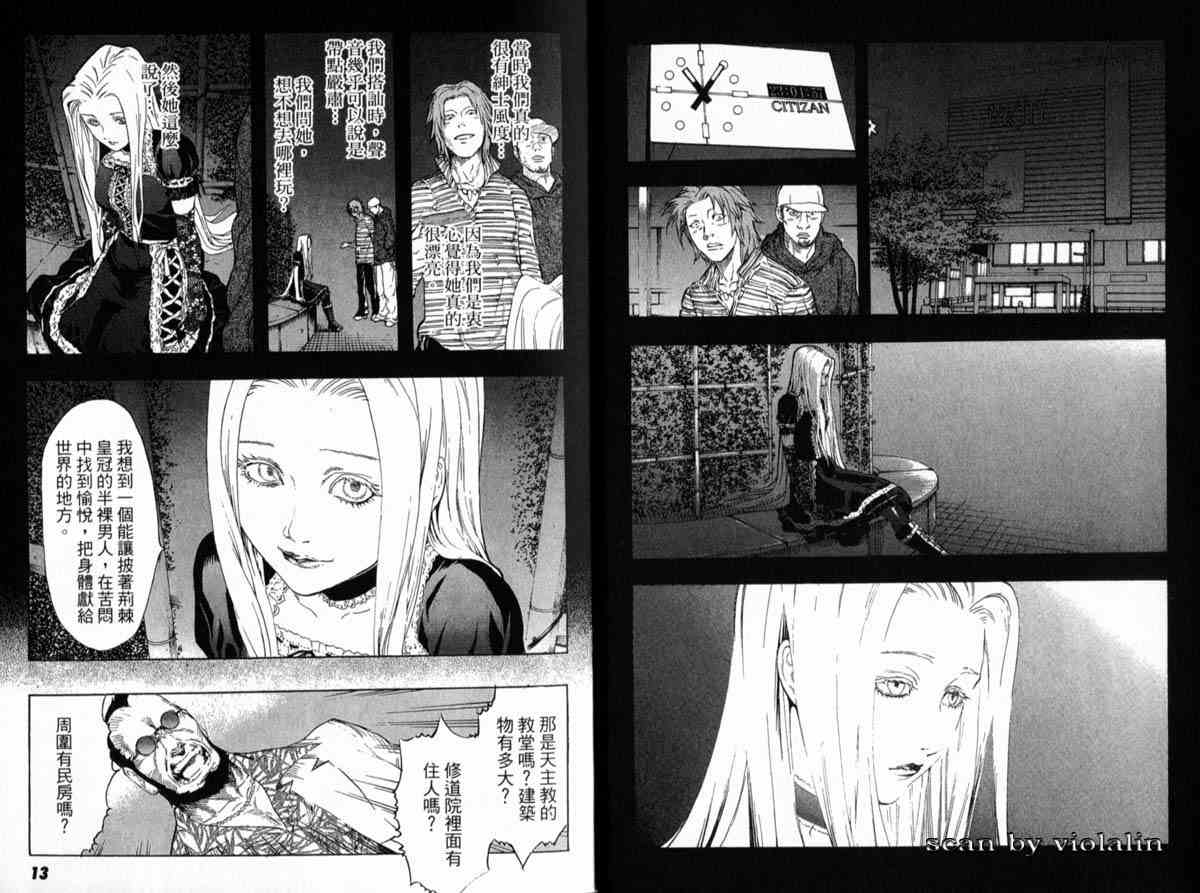 CITIZAN
當時我們真的
很有紳士風度…
因為我們是衷
心覺得她真的
很漂亮。
我們搭訕時，聲
音幾乎可以說是
帶點嚴肅…
我們問她，
想不想去哪裡玩？
然後她這麼
說了…
我想到一個能讓披著荊棘
皇冠的半裸男人，在苦悶
中找到愉悅，把身體獻給
世界的地方。
那是天主教的
教堂嗎？建築
物有多大？
修道院裡面有
住人嗎？
周圍有民房嗎？
13
scan by violalin